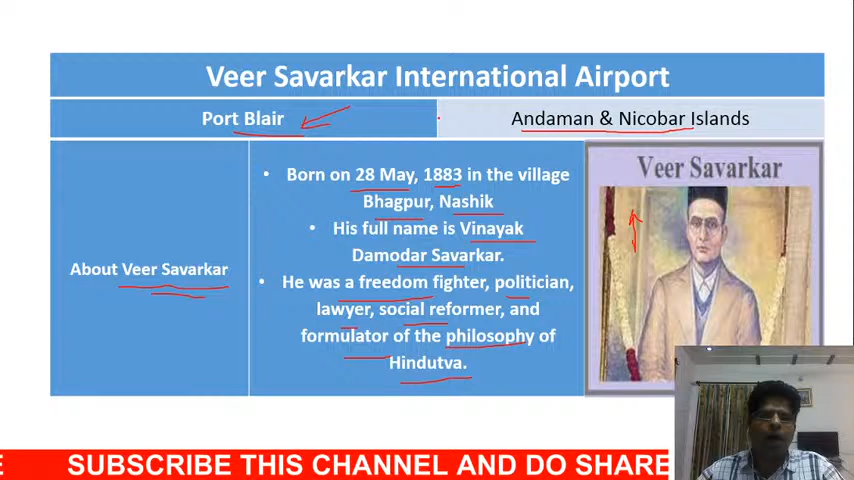 Veer Savarkar International Airport
Port Blair
Andaman & Nicobar Islands
About Veer Savarkar
• Born on 28 May, 1883 in the village
Bhagpur, Nashik
• His full name is Vinayak
Damodar Savarkar.
• He was a freedom fighter, politician,
lawyer, social reformer, and
formulator of the philosophy of
Hindutva.
Veer Savarkar
E SUBSCRIBE THIS CHANNEL AND DO SHARE